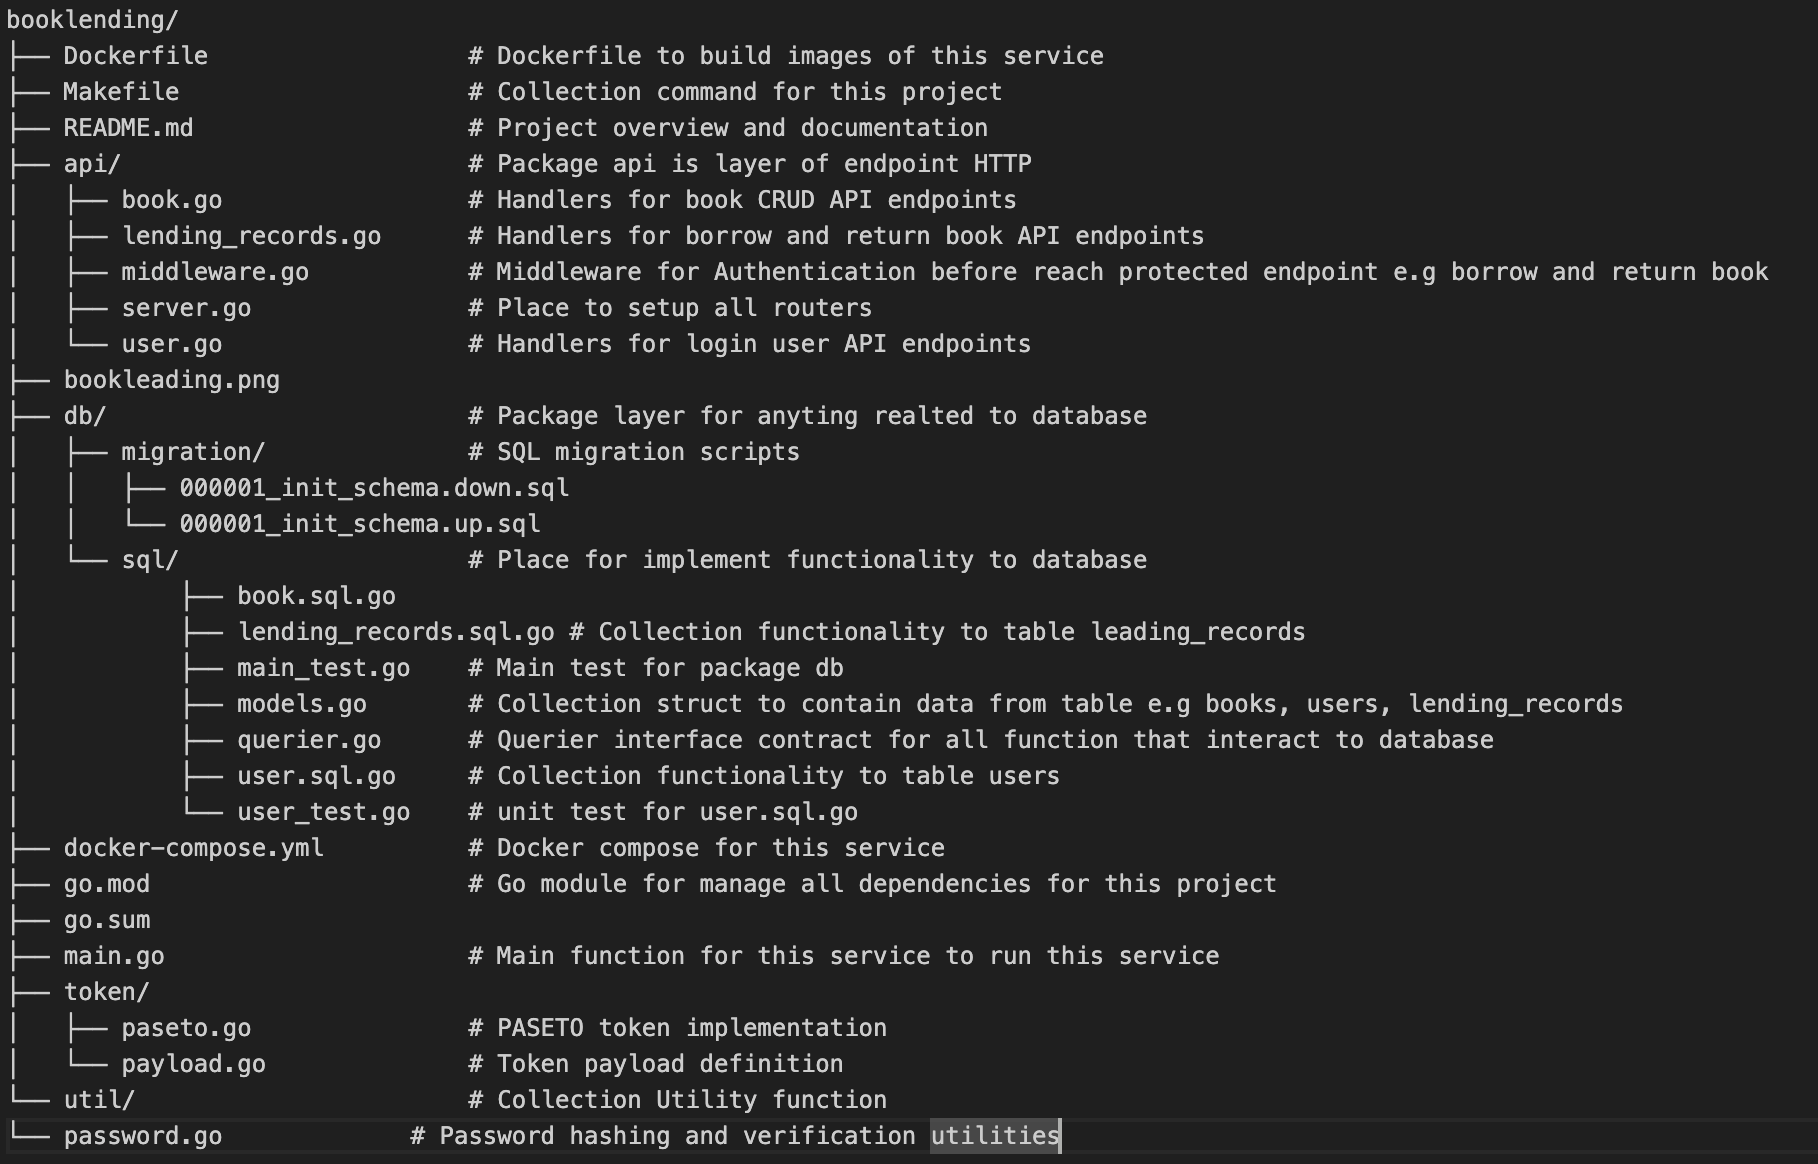 booklending/
├── Dockerfile                  # Dockerfile to build images of this service
├── Makefile                    # Collection command for this project
├── README.md                   # Project overview and documentation
├── api/                        # Package api is layer of endpoint HTTP
│   ├── book.go                 # Handlers for book CRUD API endpoints
│   ├── lending_records.go      # Handlers for borrow and return book API endpoints
│   ├── middleware.go           # Middleware for Authentication before reach protected endpoint e.g borrow and return book
│   ├── server.go               # Place to setup all routers
│   └── user.go                 # Handlers for login user API endpoints
├── bookleading.png
├── db/                         # Package layer for anyting realted to database
│   ├── migration/              # SQL migration scripts
│   │   ├── 000001_init_schema.down.sql
│   │   └── 000001_init_schema.up.sql
│   └── sql/                    # Place for implement functionality to database
│           ├── book.sql.go
│           ├── lending_records.sql.go # Collection functionality to table leading_records
│           ├── main_test.go    # Main test for package db
│           ├── models.go       # Collection struct to contain data from table e.g books, users, lending_records
│           ├── querier.go      # Querier interface contract for all function that interact to database
│           ├── user.sql.go     # Collection functionality to table users
│           └── user_test.go    # unit test for user.sql.go
├── docker-compose.yml          # Docker compose for this service
├── go.mod                      # Go module for manage all dependencies for this project
├── go.sum
├── main.go                     # Main function for this service to run this service
├── token/
│   ├── paseto.go               # PASETO token implementation
│   └── payload.go              # Token payload definition
└── util/                       # Collection Utility function
└── password.go             # Password hashing and verification utilities